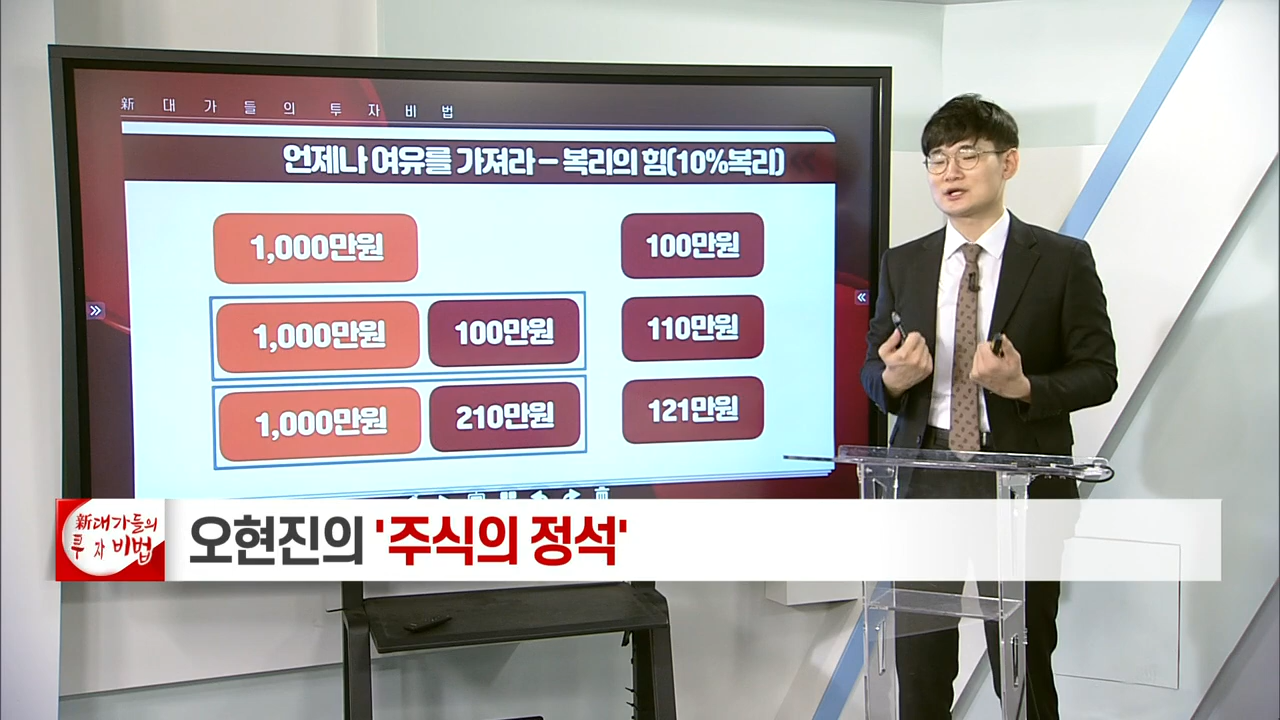 新대가들의투자비법
언제나 여유를 가져라 – 복리의 힘(10%복리)
1,000만원
100만원
1,000만원 100만원
110만원
1,000만원 210만원
121만원
新대가들의
투자 비법
오현진의 '주식의 정석'